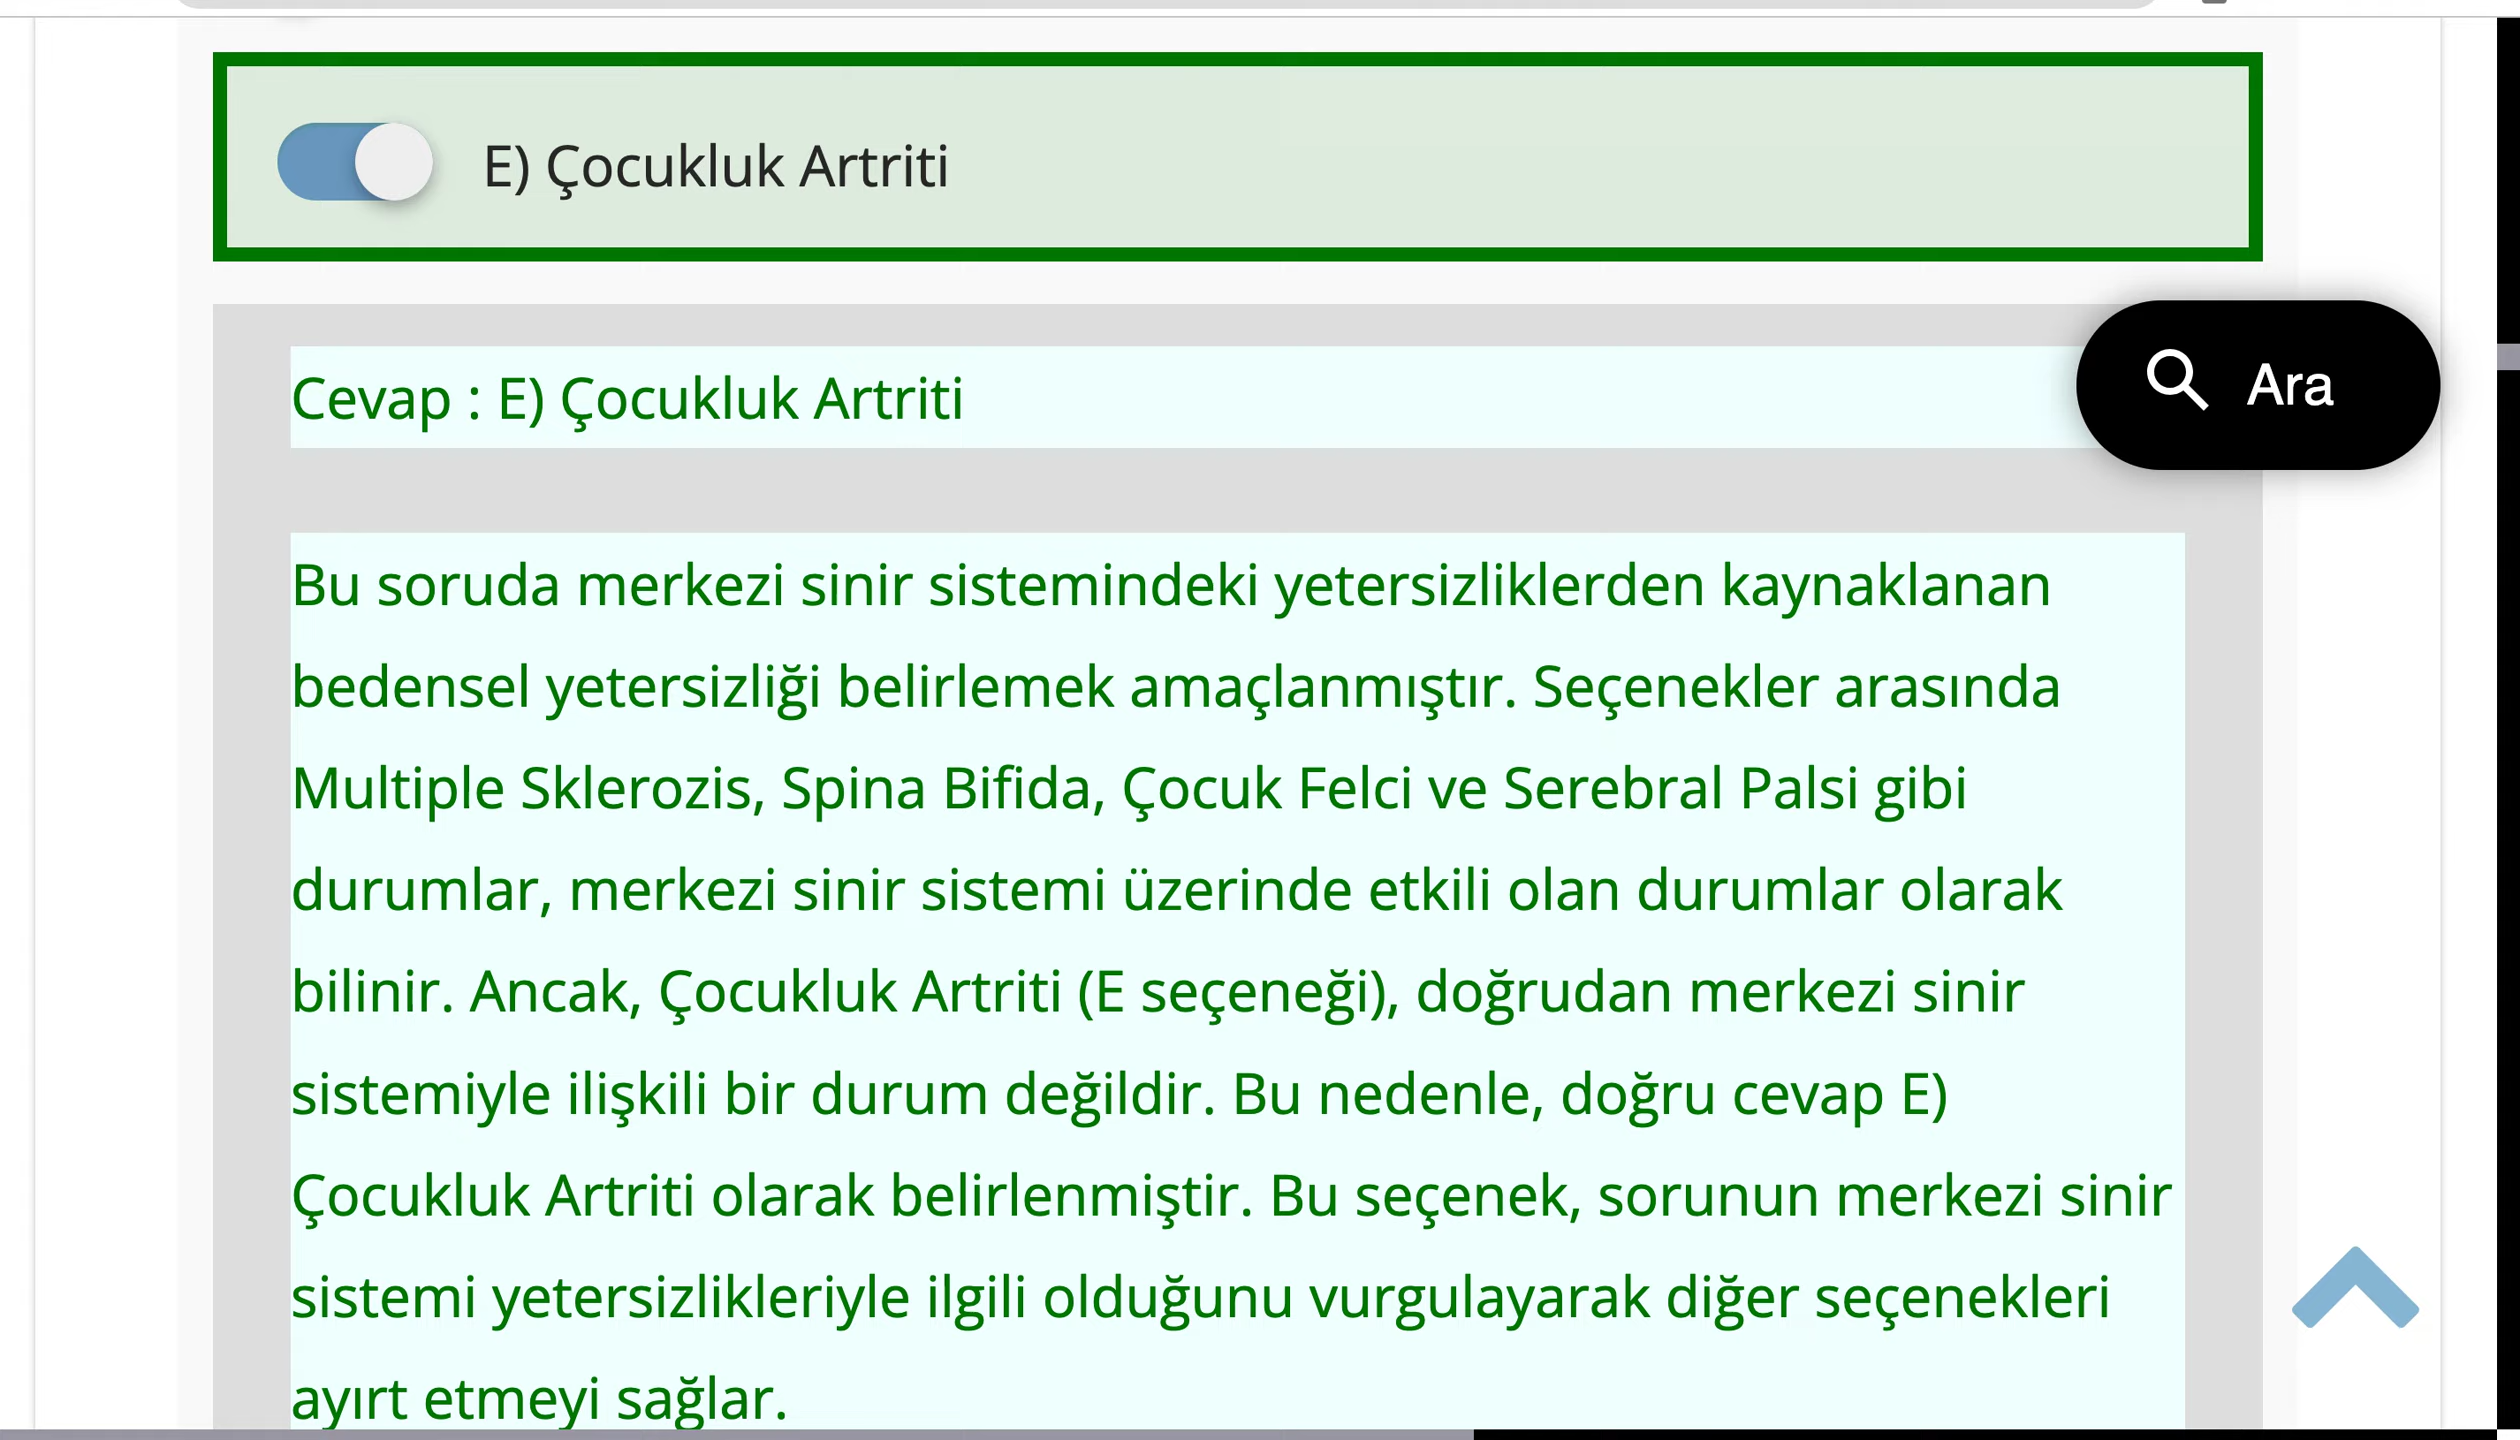 E) Çocukluk Artriti
Cevap : E) Çocukluk Artriti
Ara
Bu soruda merkezi sinir sistemindeki yetersizliklerden kaynaklanan
bedensel yetersizliği belirlemek amaçlanmıştır. Seçenekler arasında
Multiple Sklerozis, Spina Bifida, Çocuk Felci ve Serebral Palsi gibi
durumlar, merkezi sinir sistemi üzerinde etkili olan durumlar olarak
bilinir. Ancak, Çocukluk Artriti (E seçeneği), doğrudan merkezi sinir
sistemiyle ilişkili bir durum değildir. Bu nedenle, doğru cevap E)
Çocukluk Artriti olarak belirlenmiştir. Bu seçenek, sorunun merkezi sinir
sistemi yetersizlikleriyle ilgili olduğunu vurgulayarak diğer seçenekleri
ayırt etmeyi sağlar.